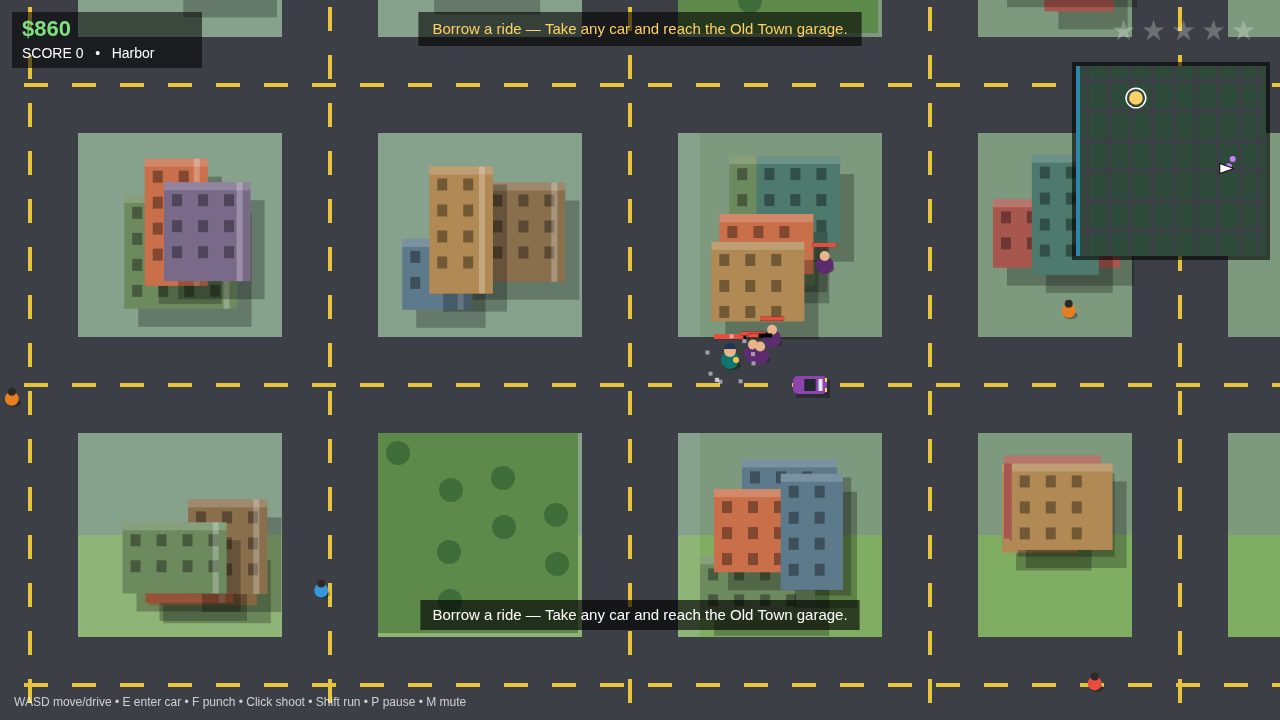 $860
SCORE 0 • Harbor
Borrow a ride — Take any car and reach the Old Town garage.
Borrow a ride — Take any car and reach the Old Town garage.
WASD move/drive • E enter car • F punch • Click shoot • Shift run • P pause • M mute